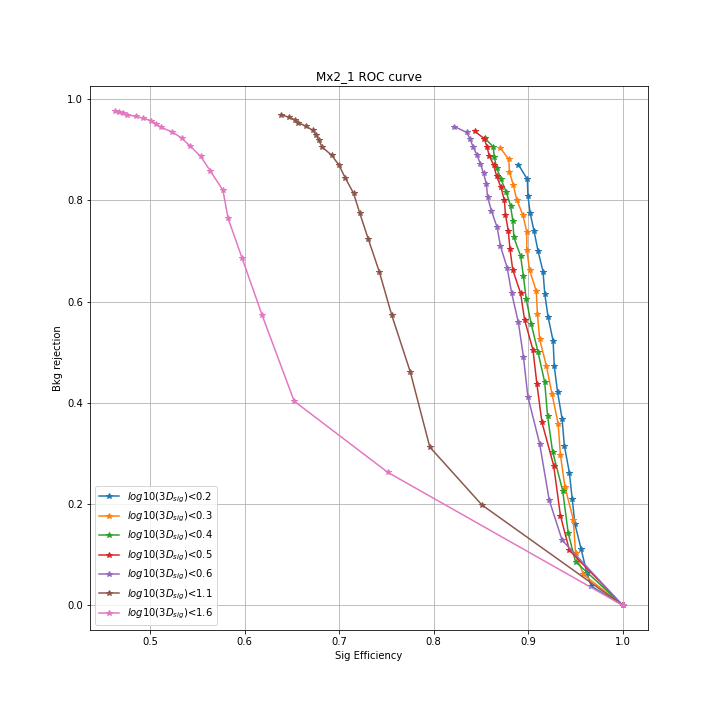 Mx2_1 ROC curve
Bkg rejection
1.0
0.8
0.6
0.4
0.2
0.0
log10(3D_sig)<0.2
log10(3D_sig)<0.3
log10(3D_sig)<0.4
log10(3D_sig)<0.5
log10(3D_sig)<0.6
log10(3D_sig)<1.1
log10(3D_sig)<1.6
0.5 0.6 0.7 0.8 0.9 1.0
Sig Efficiency